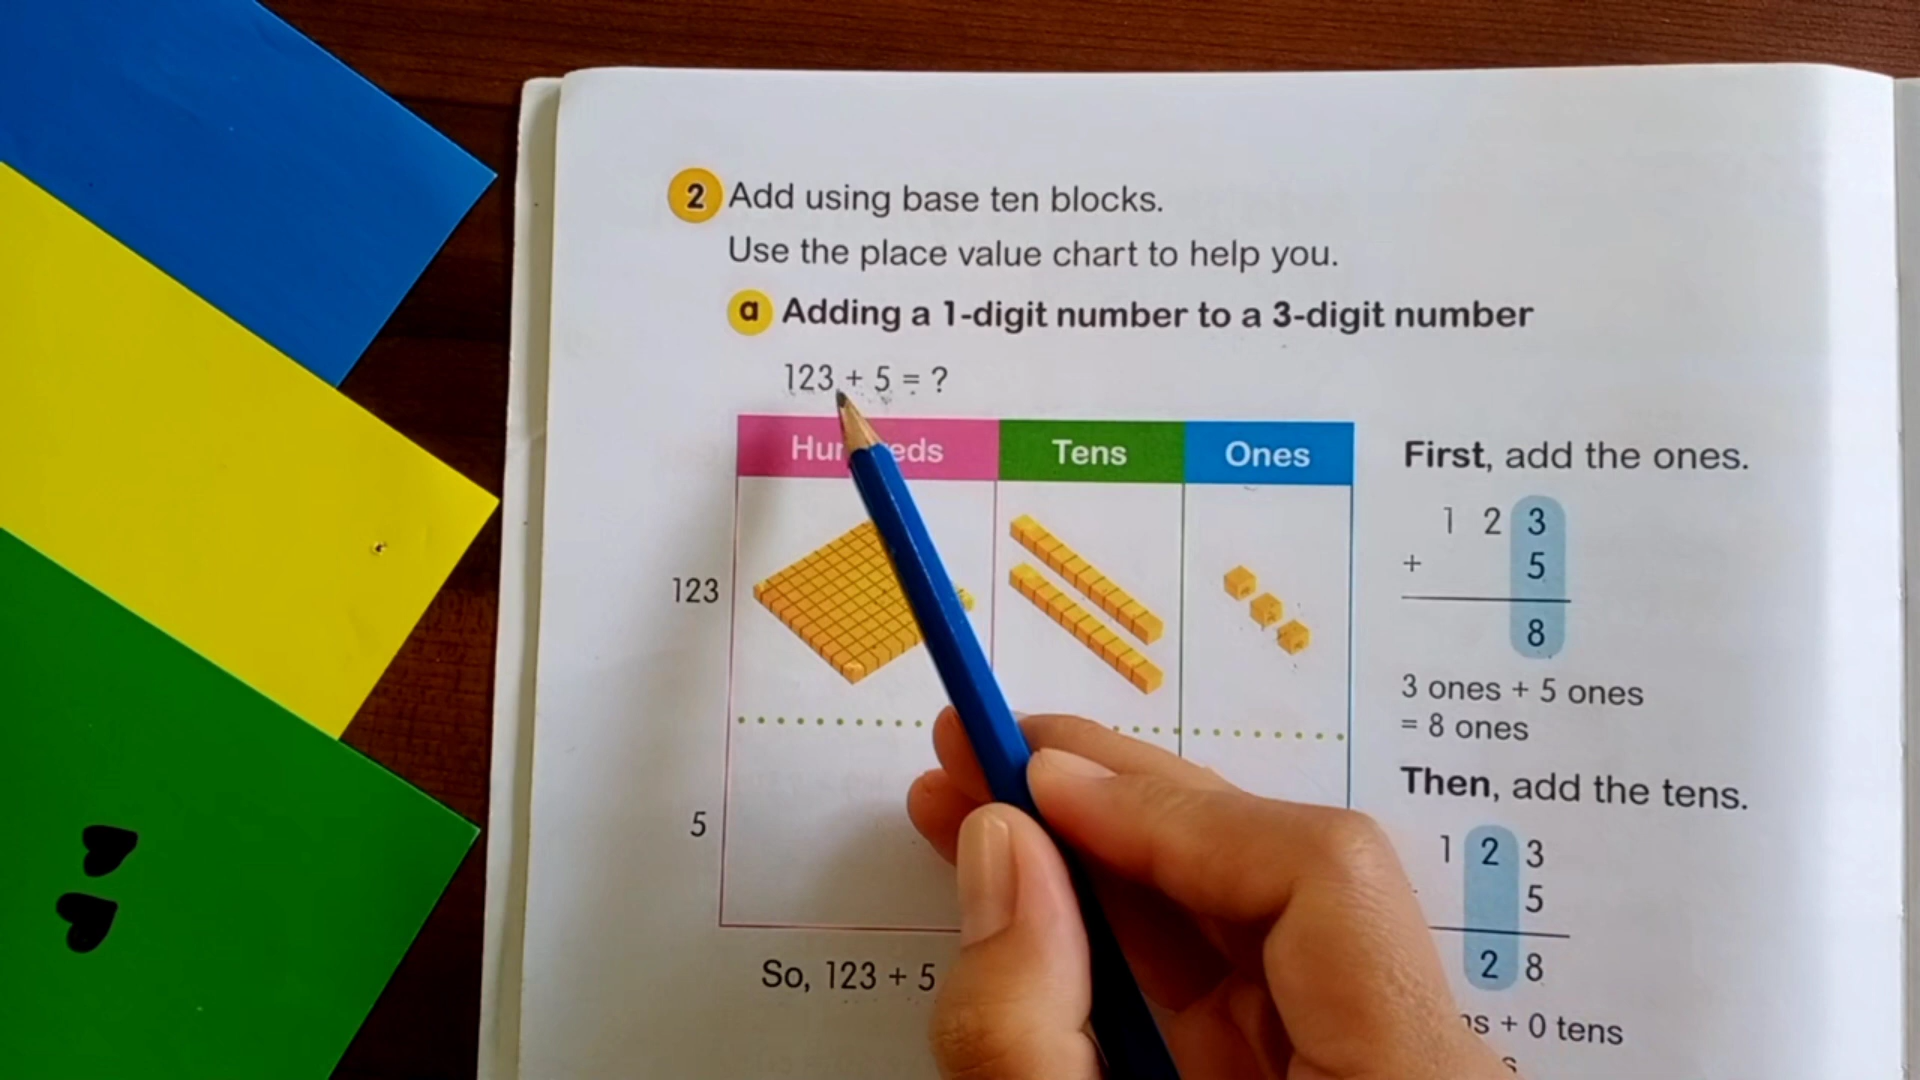 2 Add using base ten blocks.
Use the place value chart to help you.
a Adding a 1-digit number to a 3-digit number
123 + 5 = ?
Tens Ones
123
5
So, 123 + 5
First, add the ones.
1 2 3
+ 5
8
3 ones + 5 ones
= 8 ones
Then, add the tens.
1 2 3
5
2 8
+ 0 tens